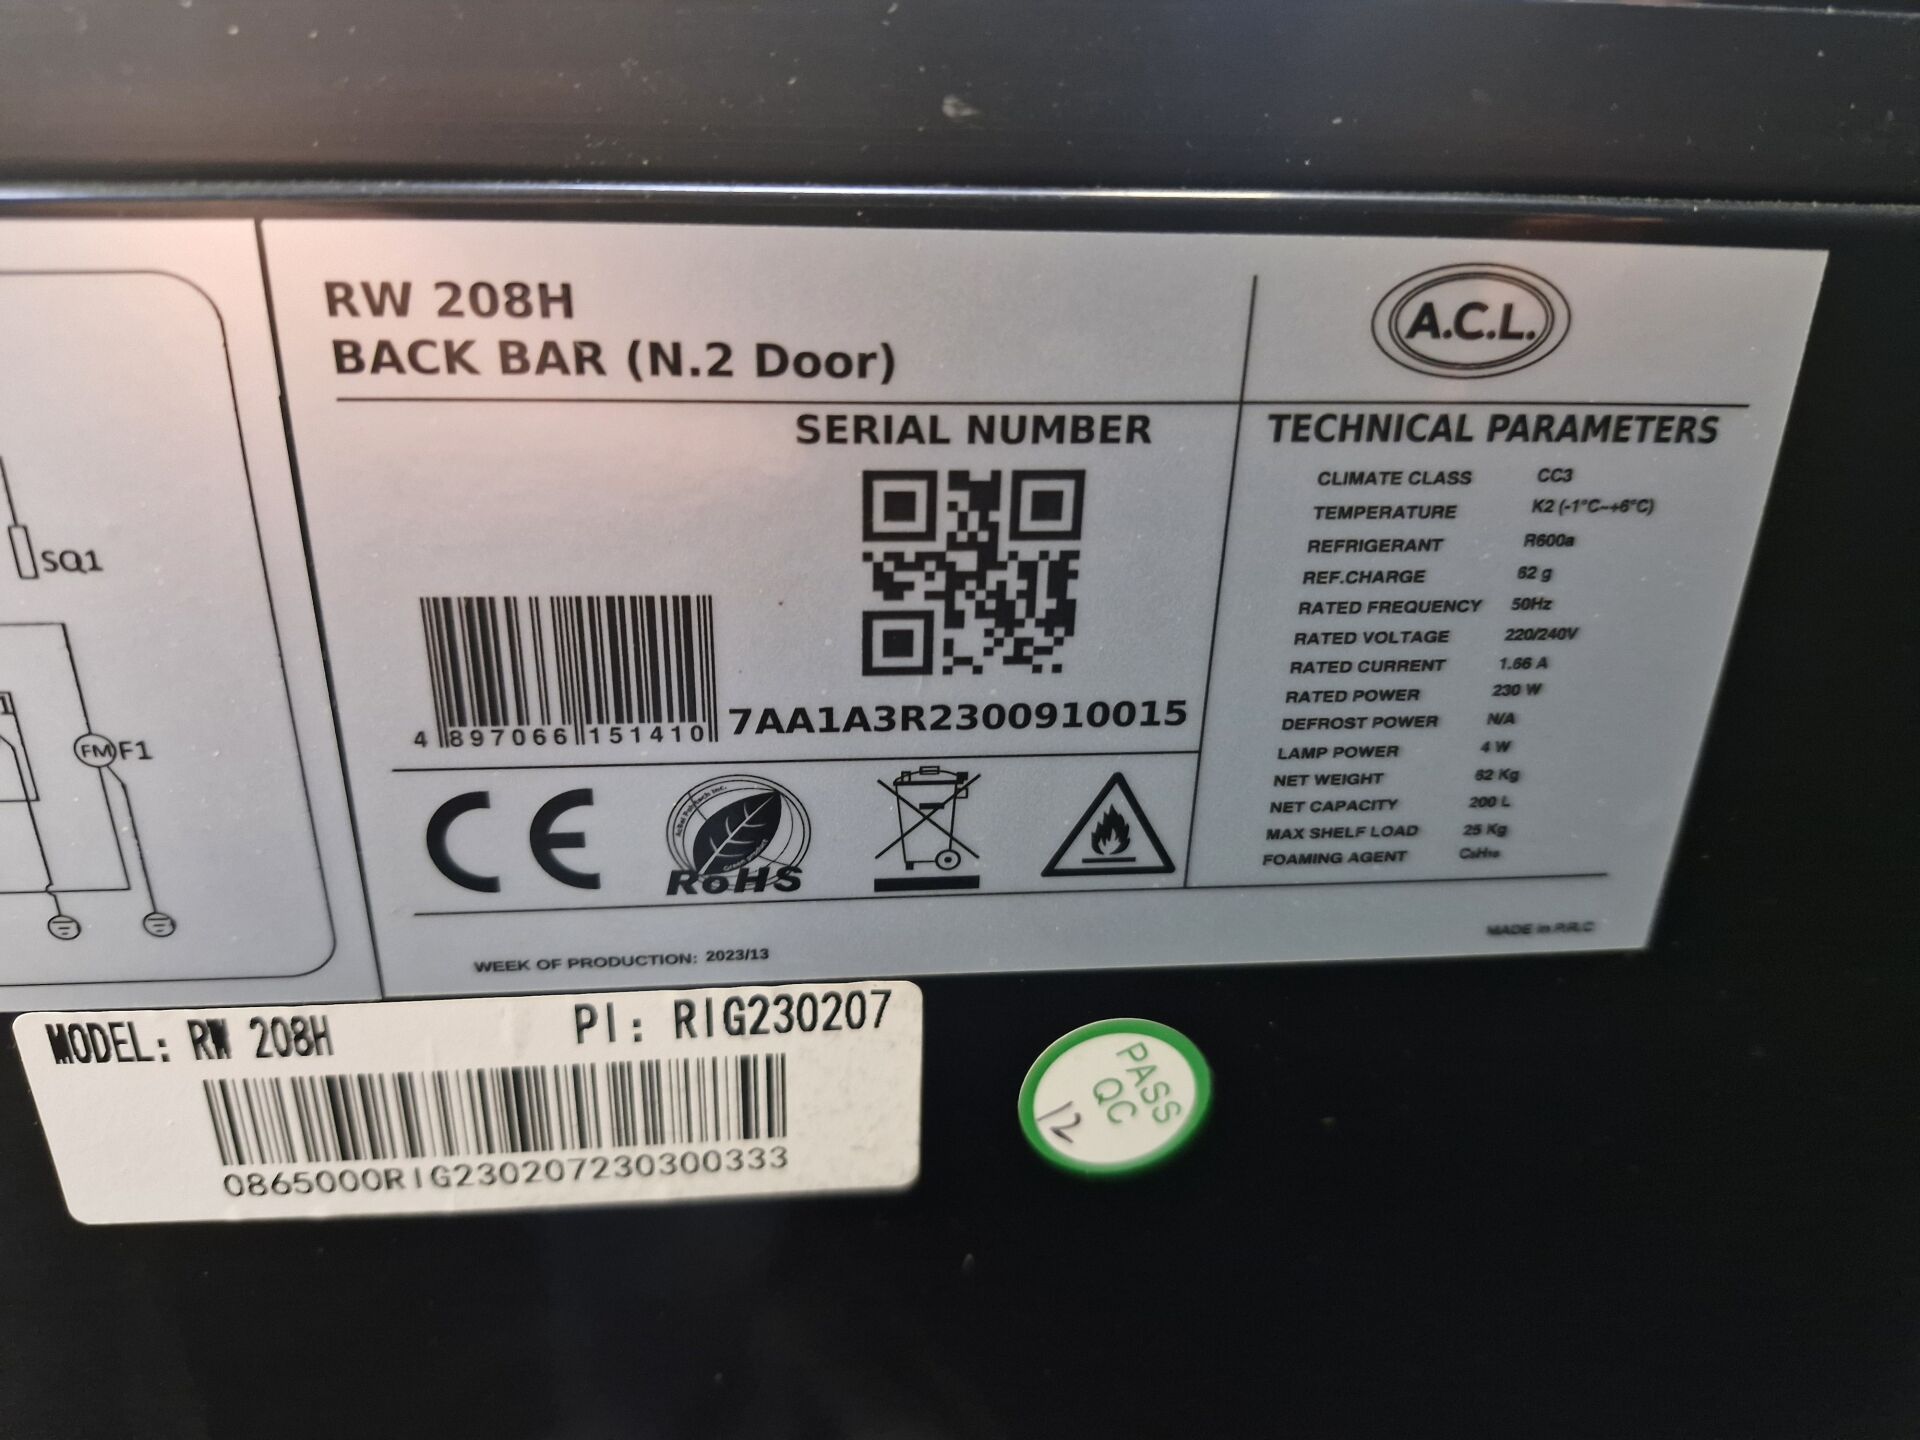 RW 208H
BACK BAR (N.2 Door)
A.C.L.
SERIAL NUMBER
TECHNICAL PARAMETERS
CLIMATE CLASS CC3
TEMPERATURE K2 (-1°C~+6°C)
REFRIGERANT R600a
REF.CHARGE 62 g
RATED FREQUENCY 50Hz
RATED VOLTAGE 220/240V
RATED CURRENT 1.66 A
RATED POWER 230 W
DEFROST POWER N/A
LAMP POWER 4 W
NET WEIGHT 62 Kg
NET CAPACITY 200 L
MAX SHELF LOAD 25 Kg
FOAMING AGENT
SQ1
FM F1
4 897066 151410
7AA1A3R2300910015
CE
RoHS
Green product
WEEK OF PRODUCTION: 2023/13
MADE in P.R.C
MODEL: RW 208H PI: RIG230207
0865000RIG230207230300333
PASS
QC
12